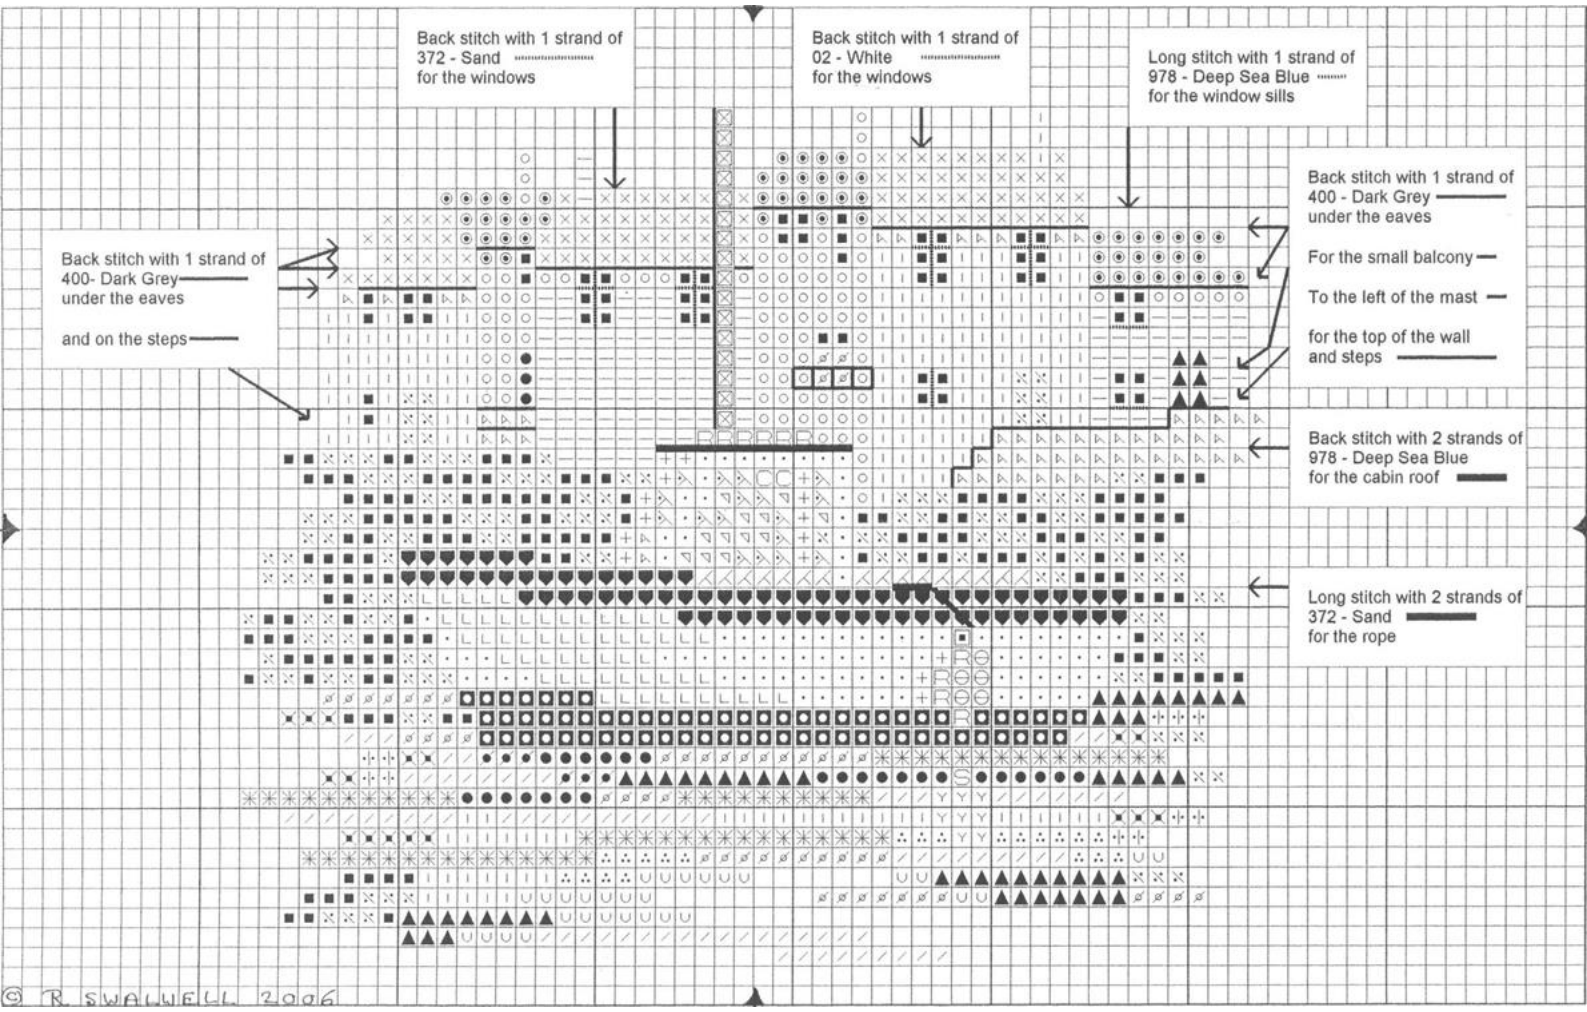 Back stitch with 1 strand of
372 - Sand
for the windows
Back stitch with 1 strand of
02 - White
for the windows
Long stitch with 1 strand of
978 - Deep Sea Blue
for the window sills
Back stitch with 1 strand of
400 - Dark Grey
under the eaves
For the small balcony
To the left of the mast
for the top of the wall
and steps
Back stitch with 1 strand of
400- Dark Grey
under the eaves
and on the steps
Back stitch with 2 strands of
978 - Deep Sea Blue
for the cabin roof
Long stitch with 2 strands of
372 - Sand
for the rope
© R SWALWELL 2006